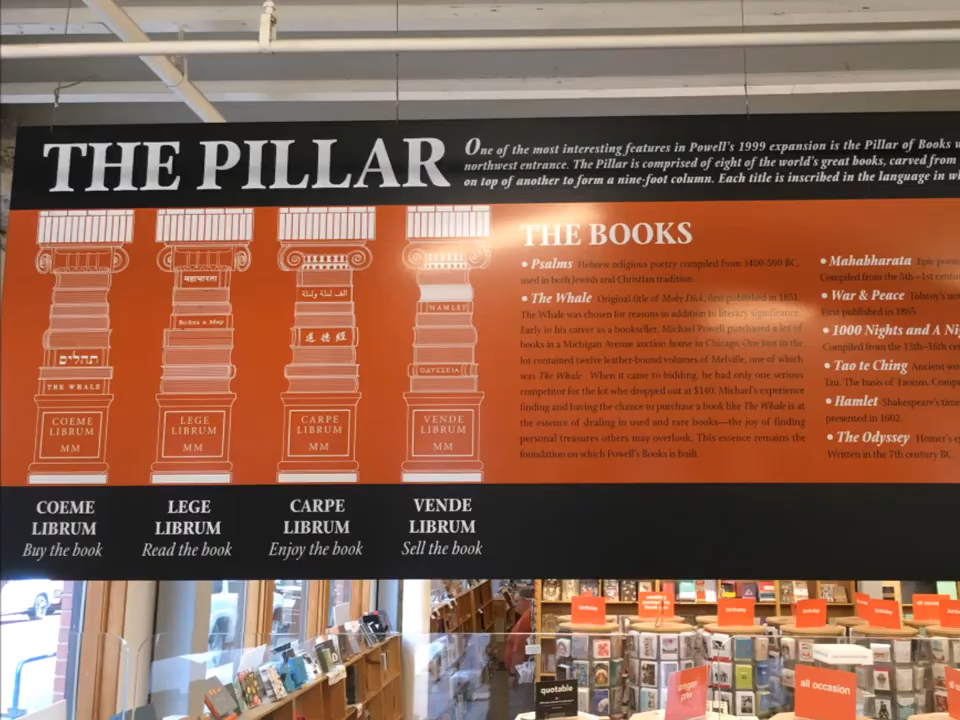 THE PILLAR
One of the most interesting features in Powell's 1999 expansion is the Pillar of Books
northwest entrance. The Pillar is comprised of eight of the world's great books, carved from
on top of another to form a nine-foot column. Each title is inscribed in the language in
תהלים
THE WHALE
COEME
LIBRUM
MM
महाभारत
LEGE
LIBRUM
MM
道德經
CARPE
LIBRUM
MM
HAMLET
VENDE
LIBRUM
MM
COEME
LIBRUM
Buy the book
LEGE
LIBRUM
Read the book
CARPE
LIBRUM
Enjoy the book
VENDE
LIBRUM
Sell the book
THE BOOKS
• Psalms Hebrew religious poetry compiled from 1400-500 BC,
used in both Jewish and Christian tradition.
• The Whale Original title of Moby Dick, first published in 1851.
The Whale was chosen for reasons in addition to literary significance.
Early in his career as a bookseller, Michael Powell purchased a lot of
books in a Michigan Avenue auction house in Chicago. One box in the
lot contained twelve leather-bound volumes of Melville, one of which
was The Whale. When it came to bidding, he had only one serious
competitor for the lot who dropped out at $140. Michael's experience
finding and having the chance to purchase a book like The Whale is at
the essence of dealing in used and rare books—the joy of finding
personal treasures others may overlook. This essence remains the
foundation on which Powell's Books is built.
• Mahabharata Epic poem
Compiled from the 5th–1st centu
• War & Peace Tolstoy's
First published in 1865
• 1000 Nights and A Ni
Compiled from the 13th–16th
• Tao te Ching Ancient
Tzu. The basis of Taoism.
• Hamlet Shakespeare's
presented in 1602.
• The Odyssey Homer's
Written in the 7th century BC.
birthday
birthday
birthday
birthday
quotable
oregon
all occasion